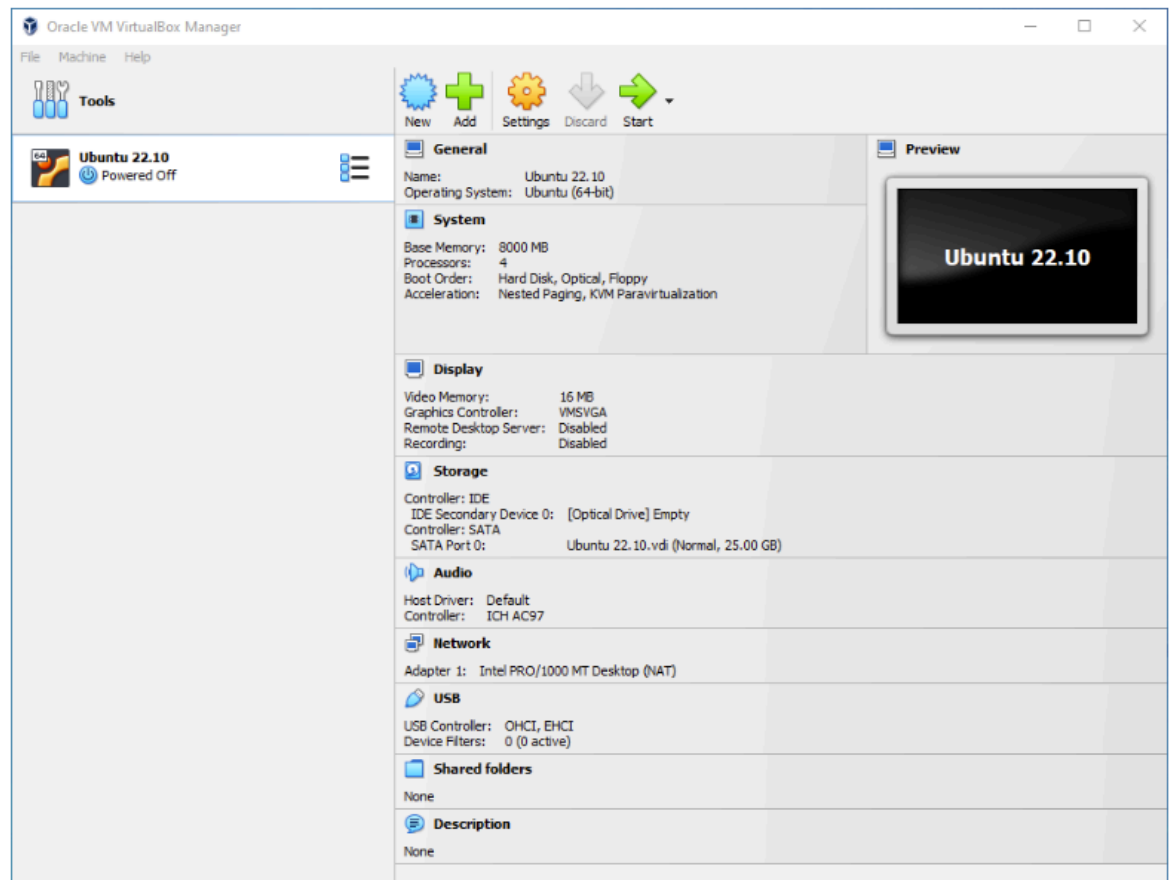 Oracle VM VirtualBox Manager
File Machine Help
Tools
New Add Settings Discard Start
64
Ubuntu 22.10
Powered Off
General
Name: Ubuntu 22.10
Operating System: Ubuntu (64-bit)
System
Base Memory: 8000 MB
Processors: 4
Boot Order: Hard Disk, Optical, Floppy
Acceleration: Nested Paging, KVM Paravirtualization
Preview
Ubuntu 22.10
Display
Video Memory: 16 MB
Graphics Controller: VMSVGA
Remote Desktop Server: Disabled
Recording: Disabled
Storage
Controller: IDE
IDE Secondary Device 0: [Optical Drive] Empty
Controller: SATA
SATA Port 0: Ubuntu 22.10.vdi (Normal, 25.00 GB)
Audio
Host Driver: Default
Controller: ICH AC97
Network
Adapter 1: Intel PRO/1000 MT Desktop (NAT)
USB
USB Controller: OHCI, EHCI
Device Filters: 0 (0 active)
Shared folders
None
Description
None